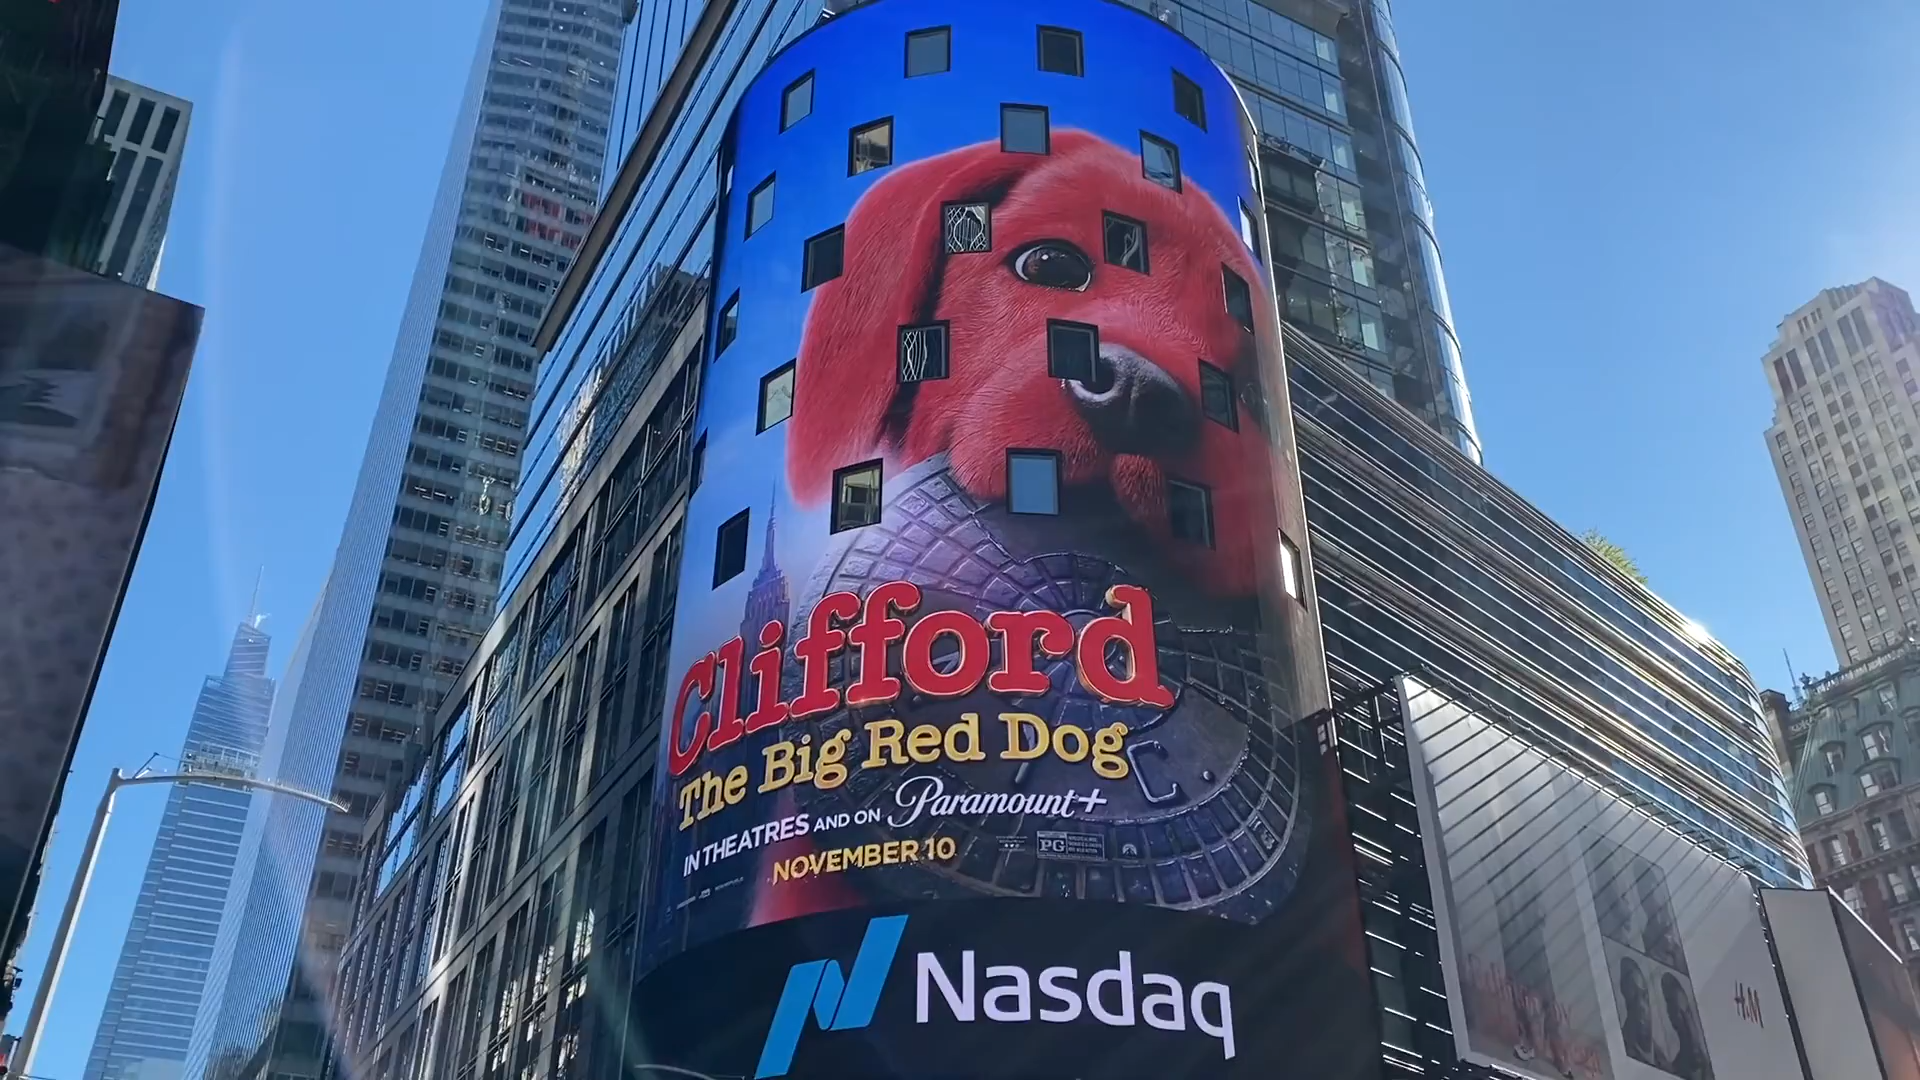 Clifford
The Big Red Dog
IN THEATRES AND ON Paramount+
NOVEMBER 10
PG
C.
Nasdaq
H&M